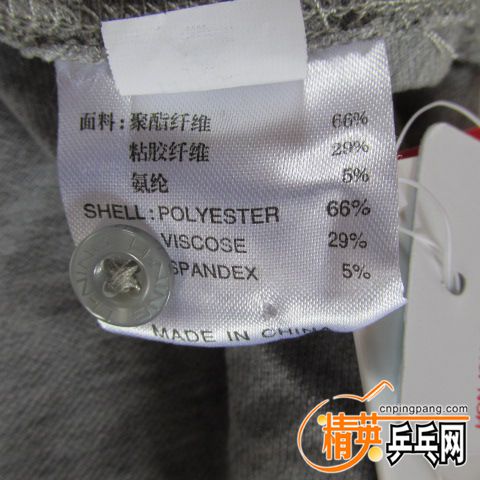 面料：聚酯纤维 66%
粘胶纤维 29%
氨纶 5%
SHELL: POLYESTER 66%
VISCOSE 29%
SPANDEX 5%
MADE IN CHINA
cnpingpang.com
精英乒乓网